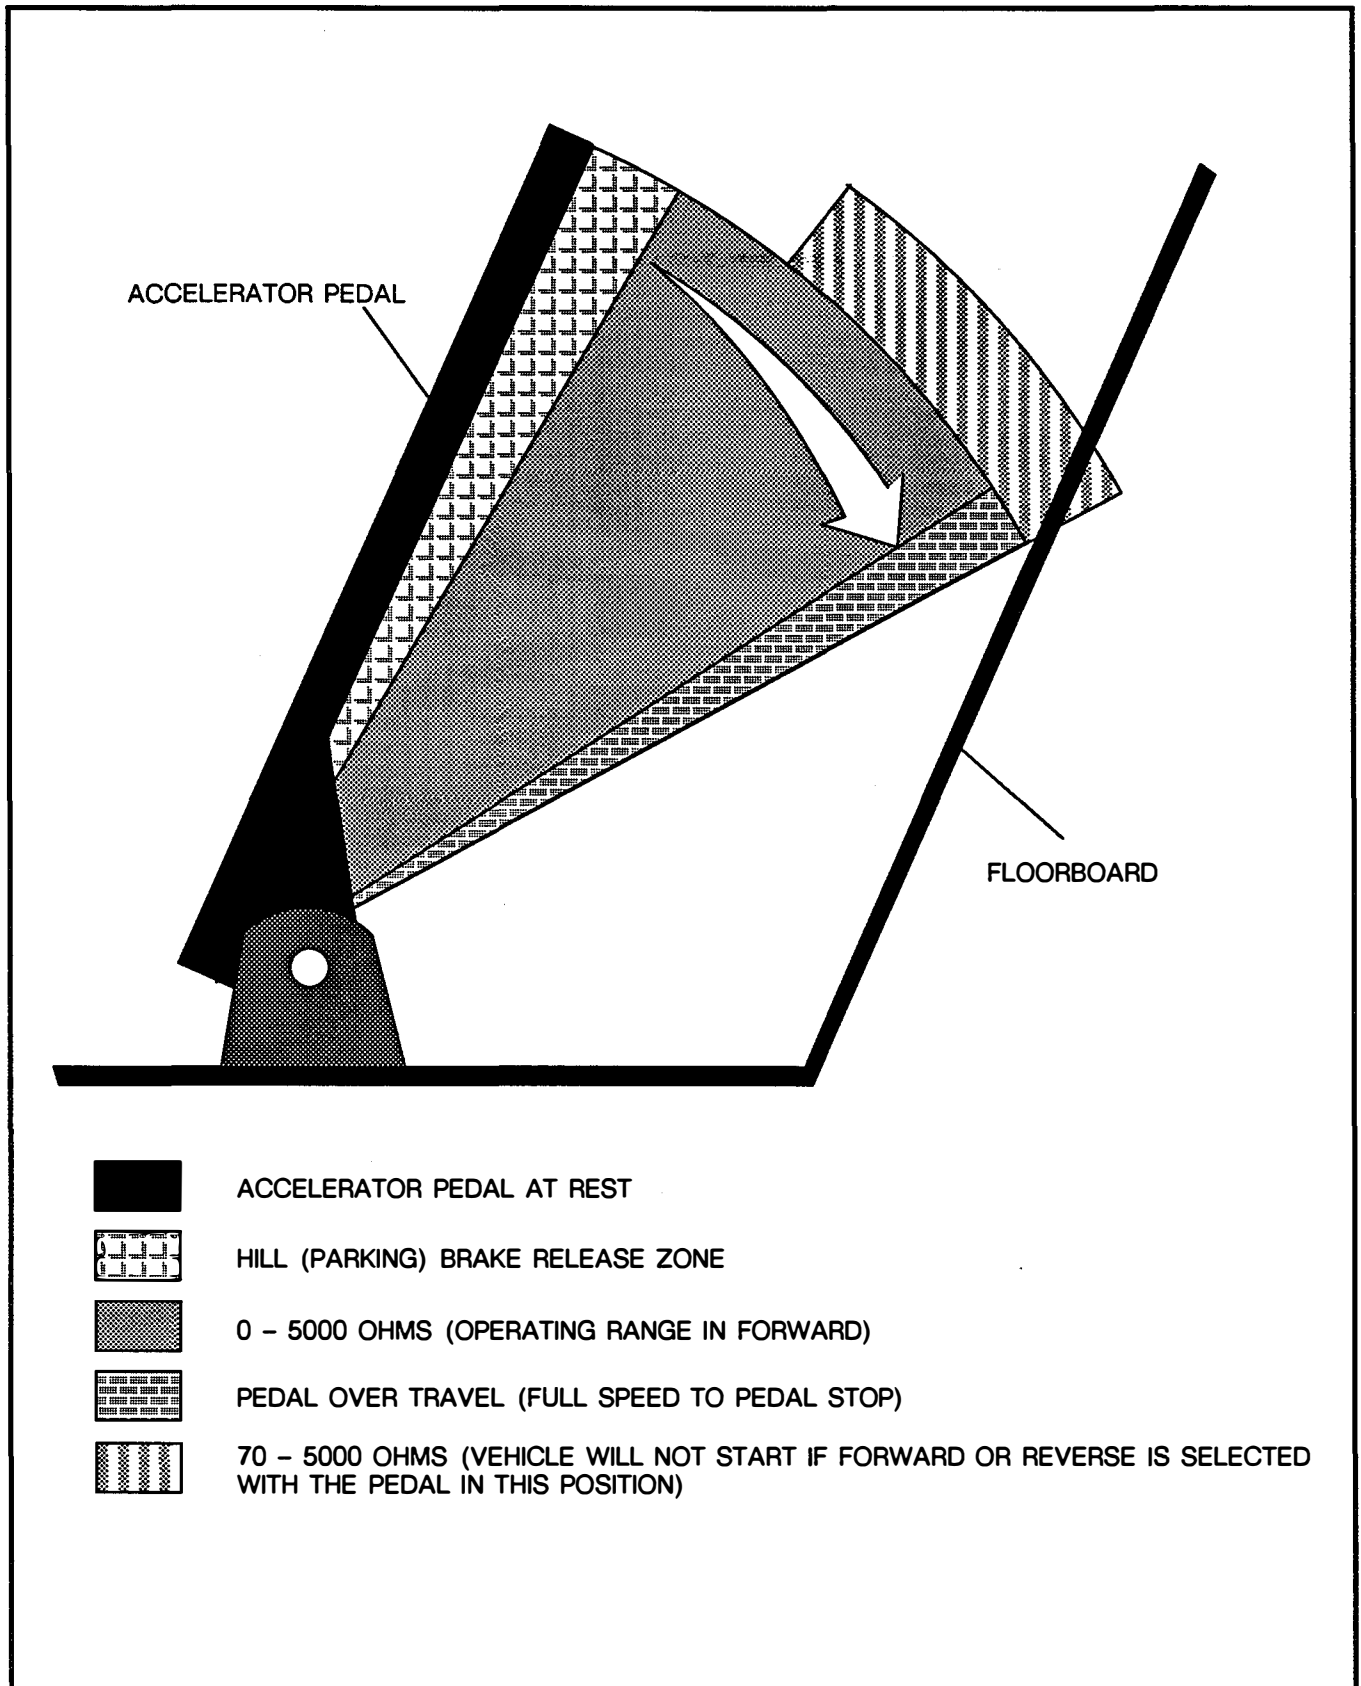 ACCELERATOR PEDAL
FLOORBOARD
ACCELERATOR PEDAL AT REST
HILL (PARKING) BRAKE RELEASE ZONE
0 – 5000 OHMS (OPERATING RANGE IN FORWARD)
PEDAL OVER TRAVEL (FULL SPEED TO PEDAL STOP)
70 – 5000 OHMS (VEHICLE WILL NOT START IF FORWARD OR REVERSE IS SELECTED
WITH THE PEDAL IN THIS POSITION)